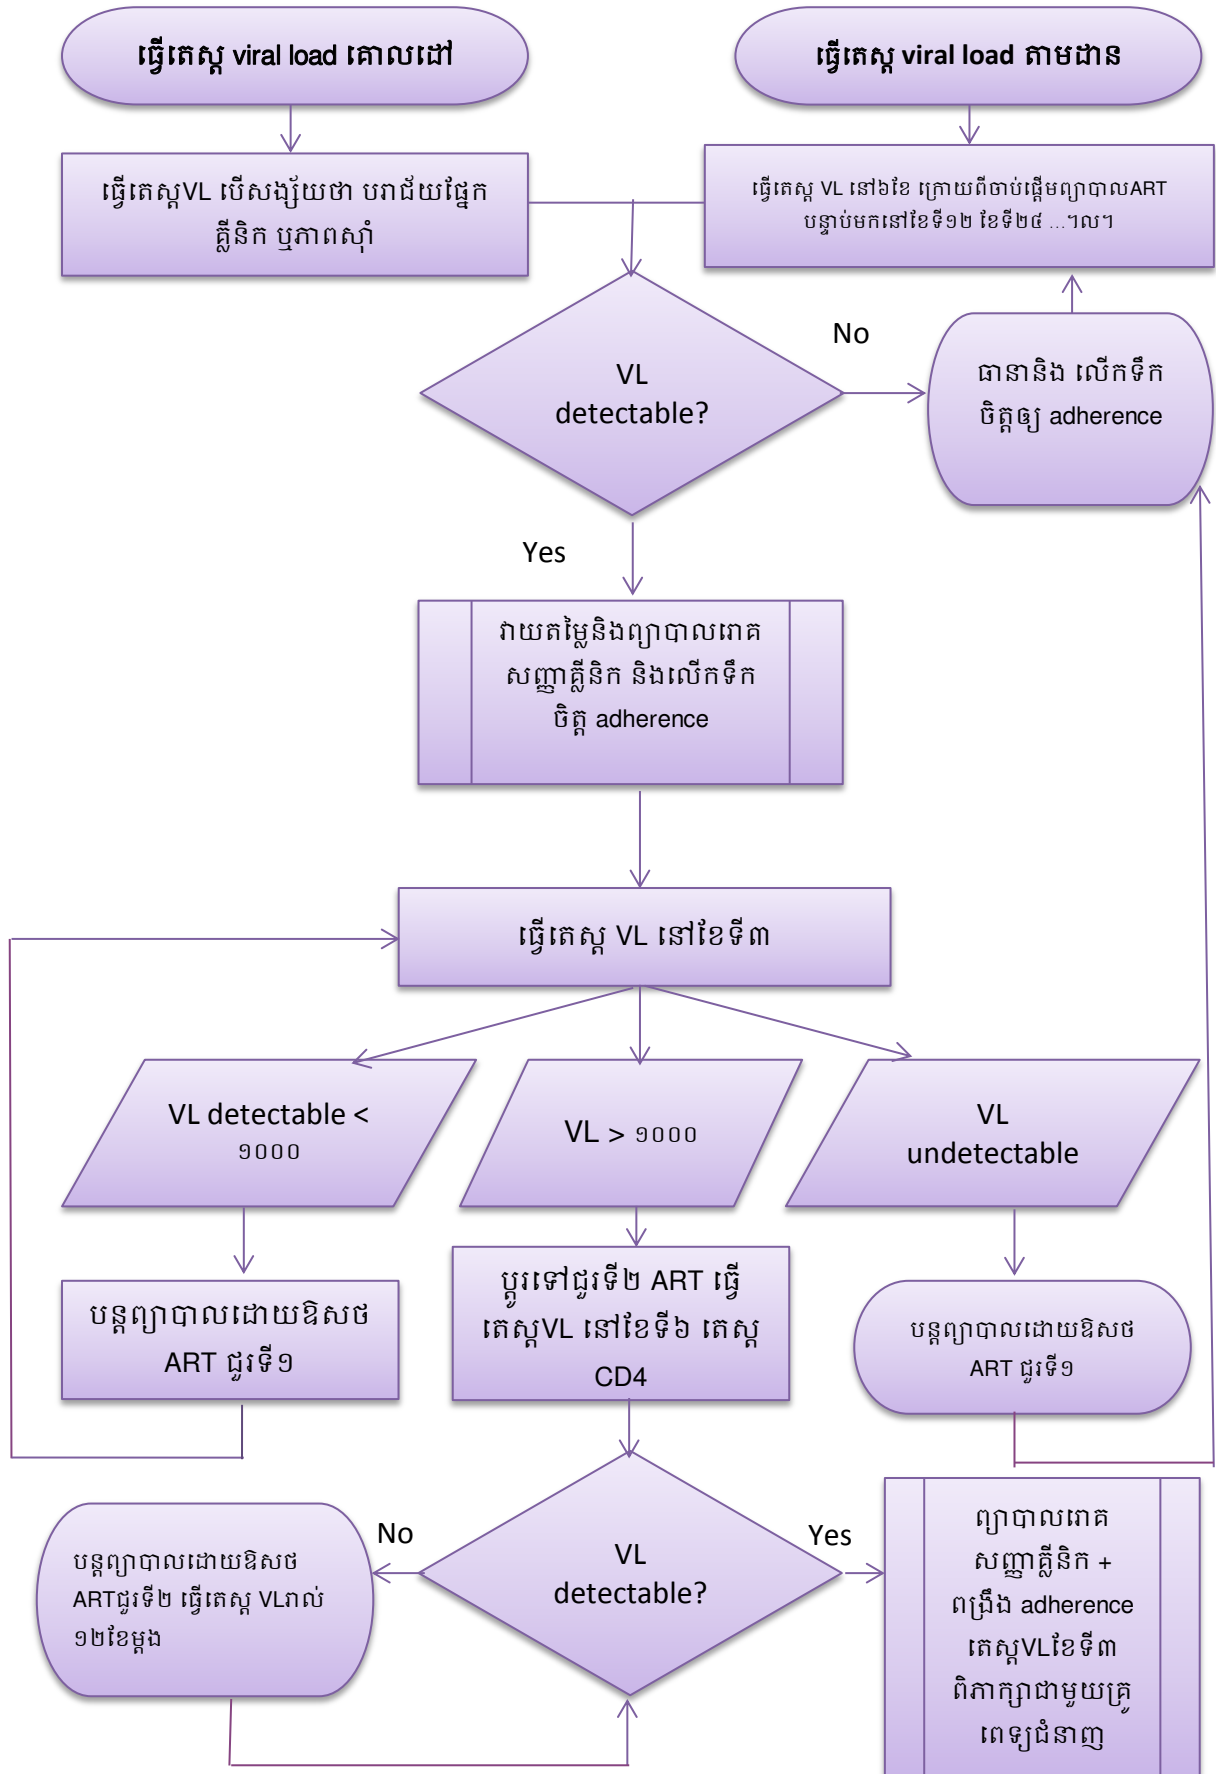 ធ្វើតេស្ត viral load គោលដៅ
ធ្វើតេស្ត viral load តាមដាន
ធ្វើតេស្តVL បើសង្ស័យថា បរាជ័យផ្នែក
គ្លីនិក ឬភាពស៊ាំ
ធ្វើតេស្ត VL នៅ៦ខែ ក្រោយពីចាប់ផ្តើមព្យាបាលART
បន្ទាប់មកនៅខែទី១២ ខែទី២៤ ...។ល។
VL
detectable?
No
ធានានិង លើកទឹក
ចិត្តឲ្យ adherence
Yes
វាយតម្លៃនិងព្យាបាលរោគ
សញ្ញាគ្លីនិក និងលើកទឹក
ចិត្ត adherence
ធ្វើតេស្ត VL នៅខែទី៣
VL detectable <
១០០០
VL > ១០០០
VL
undetectable
បន្តព្យាបាលដោយឱសថ
ART ជួរទី១
ប្តូរទៅជួរទី២ ART ធ្វើ
តេស្តVL នៅខែទី៦ តេស្ត
CD4
បន្តព្យាបាលដោយឱសថ
ART ជួរទី១
បន្តព្យាបាលដោយឱសថ
ARTជួរទី២ ធ្វើតេស្ត VLរាល់
១២ខែម្តង
No
VL
detectable?
Yes
ព្យាបាលរោគ
សញ្ញាគ្លីនិក +
ពង្រឹង adherence
តេស្តVLខែទី៣
ពិភាក្សាជាមួយគ្រូ
ពេទ្យជំនាញ